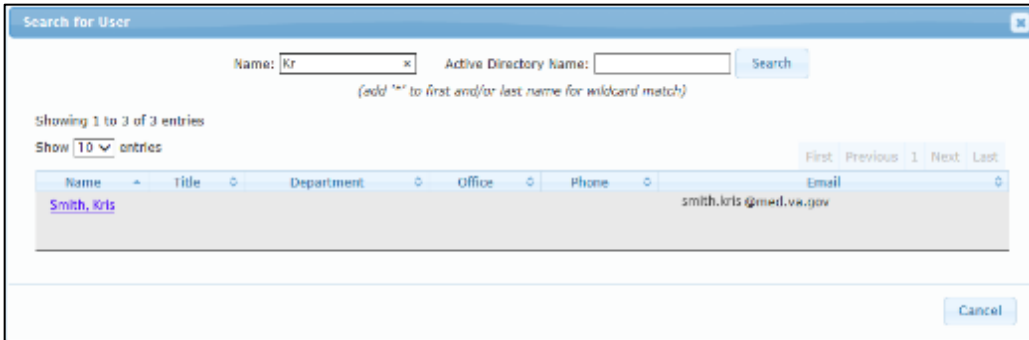 Search for User
Name: Kr × Active Directory Name: Search
(add "*" to first and/or last name for wildcard match)
Showing 1 to 3 of 3 entries
Show 10 entries
First Previous 1 Next Last
Name Title Department Office Phone Email
Smith, Kris smith.kris @med.va.gov
Cancel